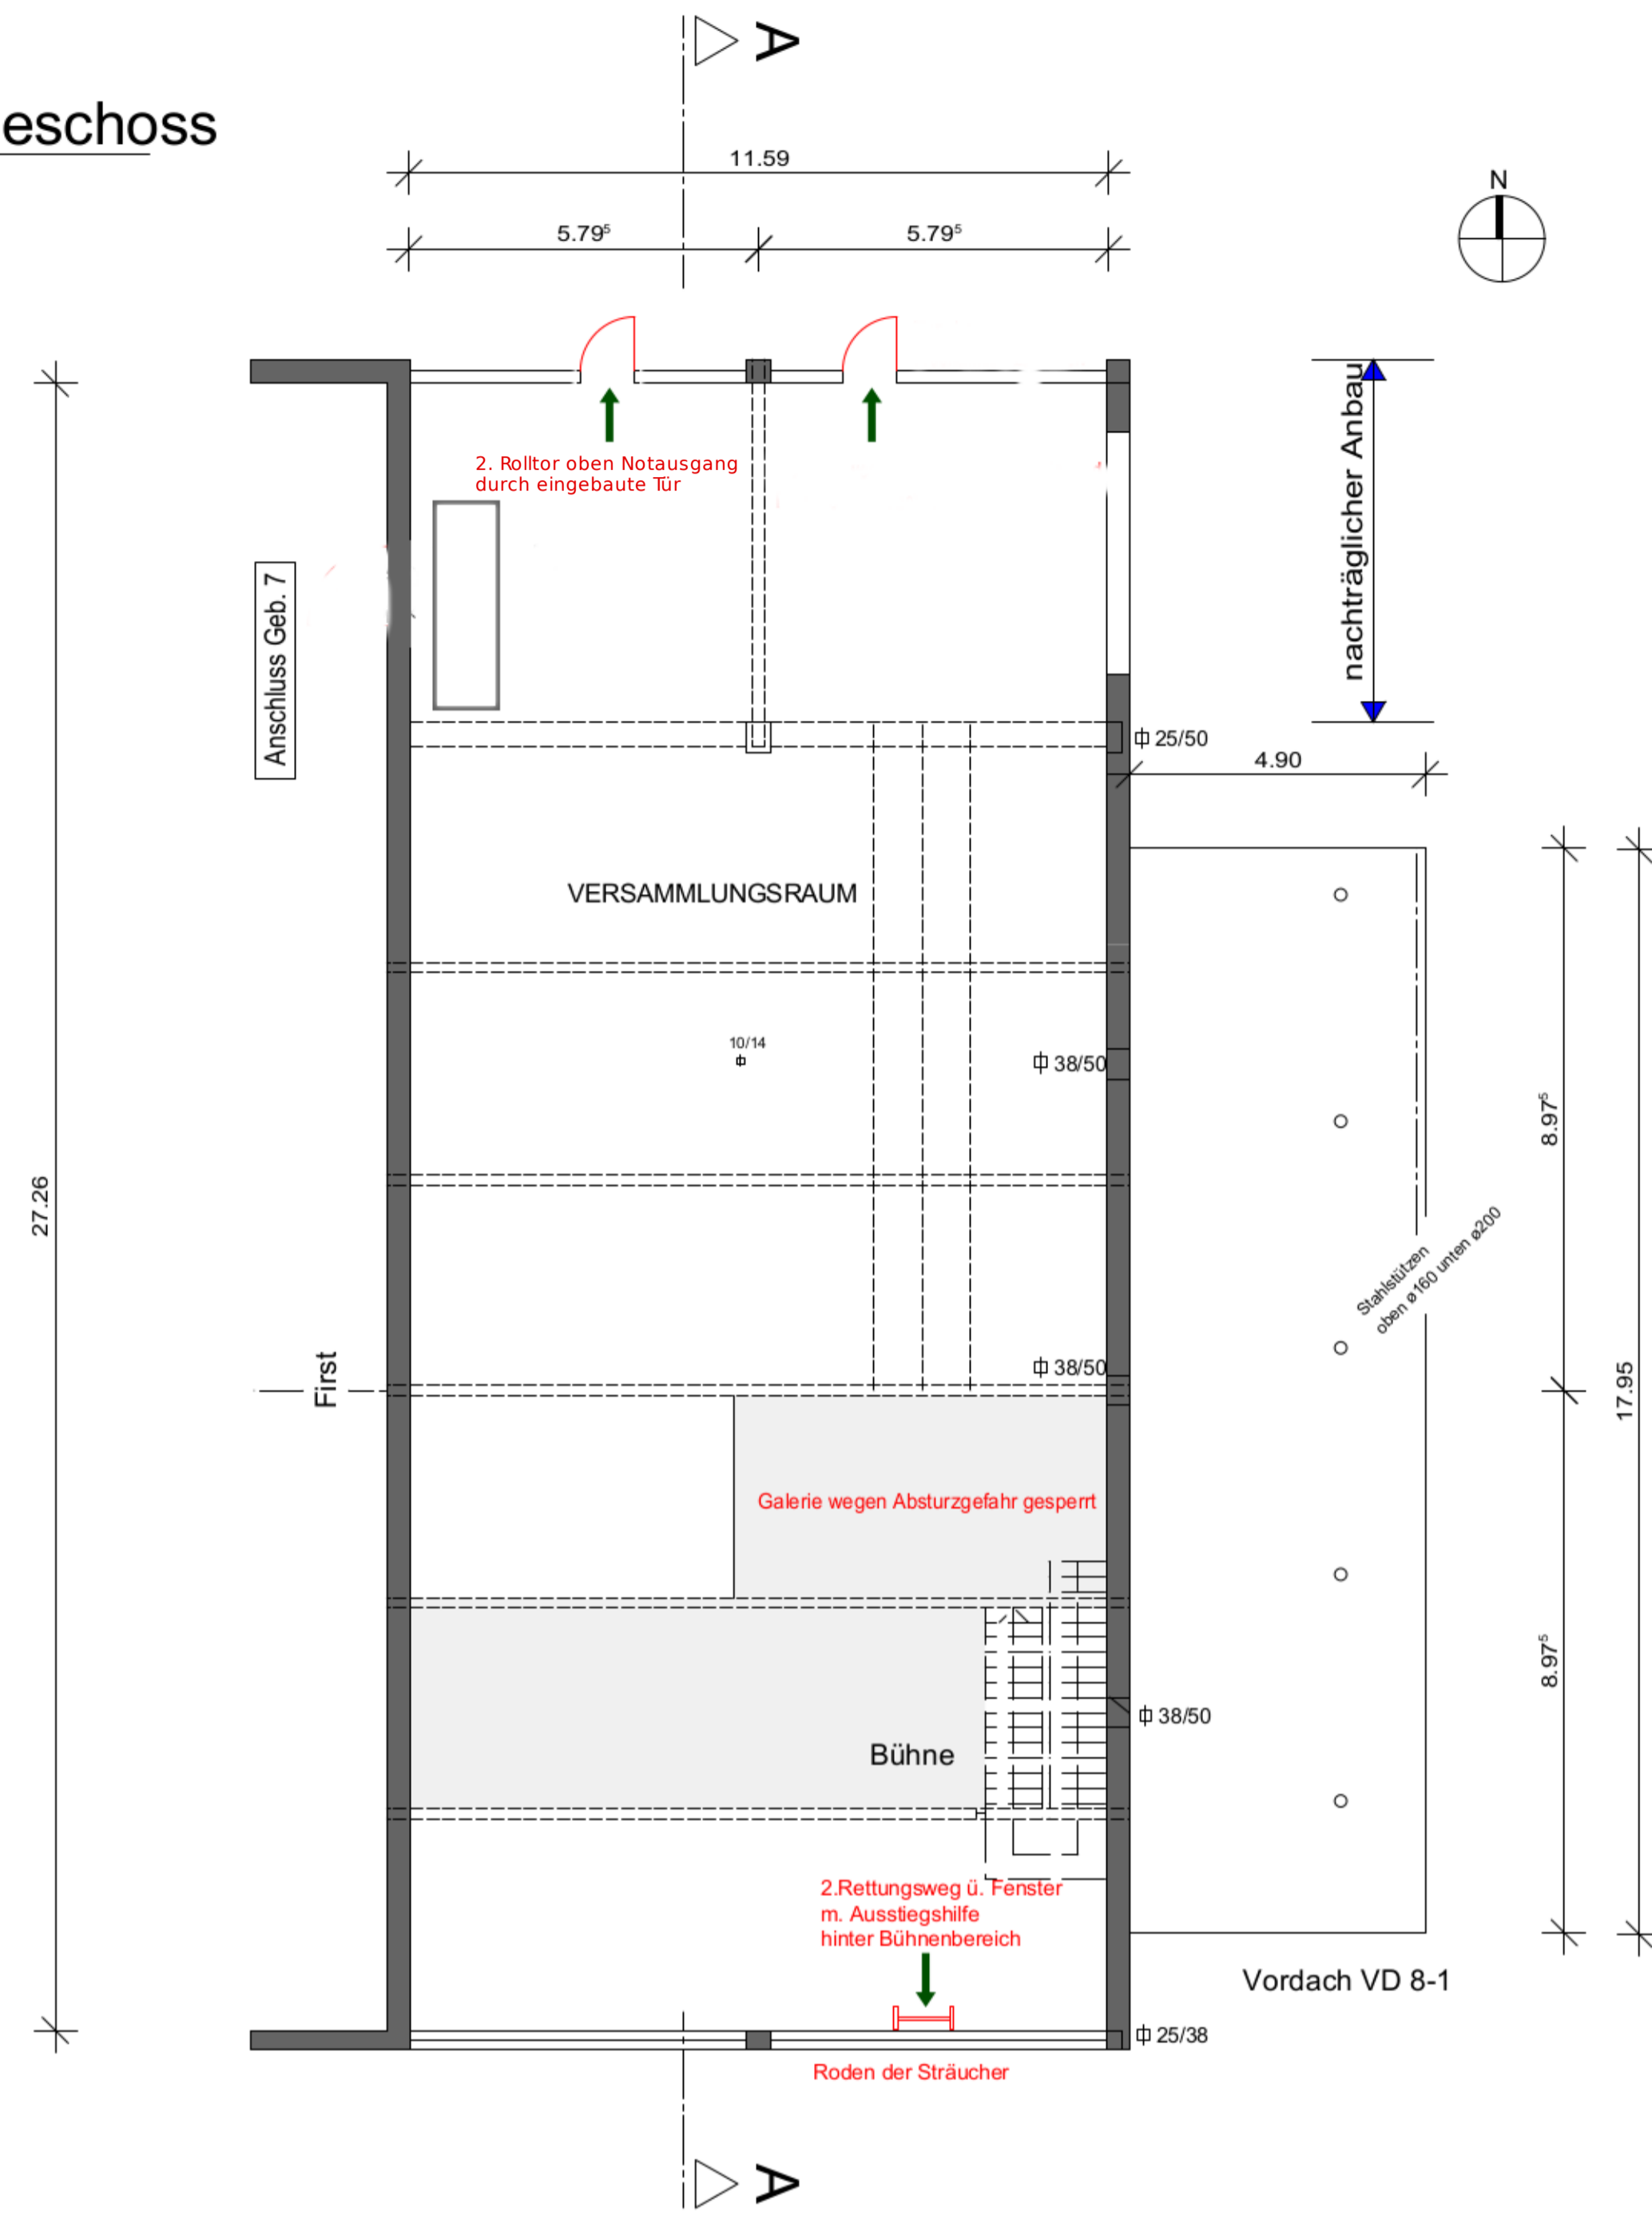 A
eschoss
11.59
N
5.79⁵
5.79⁵
nachträglicher Anbau
2. Rolltor oben Notausgang
durch eingebaute Tür
Anschluss Geb. 7
25/50
4.90
VERSAMMLUNGSRAUM
10/14
38/50
8.97⁵
27.26
Stahlstützen
oben ø160 unten ø200
First
38/50
17.95
Galerie wegen Absturzgefahr gesperrt
8.97⁵
38/50
Bühne
2.Rettungsweg ü. Fenster
m. Ausstiegshilfe
hinter Bühnenbereich
Vordach VD 8-1
25/38
Roden der Sträucher
A